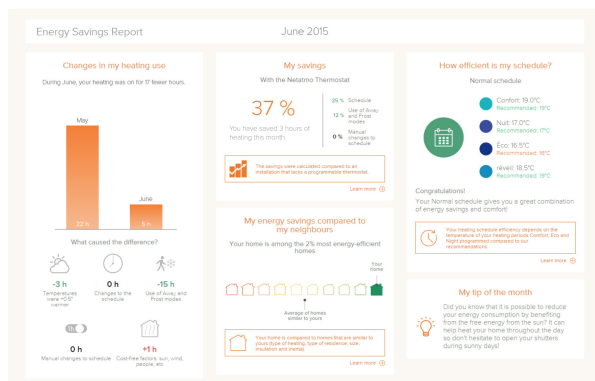 Energy Savings Report
June 2015
Changes in my heating use
During June, your heating was on for 17 fewer hours.
May
22 h
June
5 h
What caused the difference?
-3 h
Temperatures
were +0.5°
warmer
0 h
Changes to the
schedule
-15 h
Use of Away and
Frost modes
0 h
Manual changes to schedule
+1 h
Cost-free factors: sun, wind,
people, etc
My savings
With the Netatmo Thermostat
37 %
You have saved 3 hours of
heating this month.
25 % Schedule
12 % Use of Away
and Frost
modes
0 % Manual
changes to
schedule
The savings were calculated compared to an
installation that lacks a programmable thermostat.
Learn more
My energy savings compared to
my neighbours
Your home is among the 2% most energy-efficient
homes
Your
home
Average of homes
similar to yours
Your home is compared to homes that are similar to
yours (type of heating, type of residence, size,
insulation and inertia).
Learn more
How efficient is my schedule?
Normal schedule
Confort: 19.0°C
Recommended: 19°C
Nuit: 17.0°C
Recommended: 17°C
Éco: 16.5°C
Recommended: 16°C
réveil: 18.5°C
Recommended: 19°C
Congratulations!
Your Normal schedule gives you a great combination
of energy savings and comfort!
Your heating schedule efficiency depends on the
temperature of your heating periods Comfort, Eco and
Night programmed compared to our
recommendations.
Learn more
My tip of the month
Did you know that it is possible to reduce
your energy consumption by benefiting
from the free energy from the sun? It can
help heat your home throughout the day
so don't hesitate to open your shutters
during sunny days!